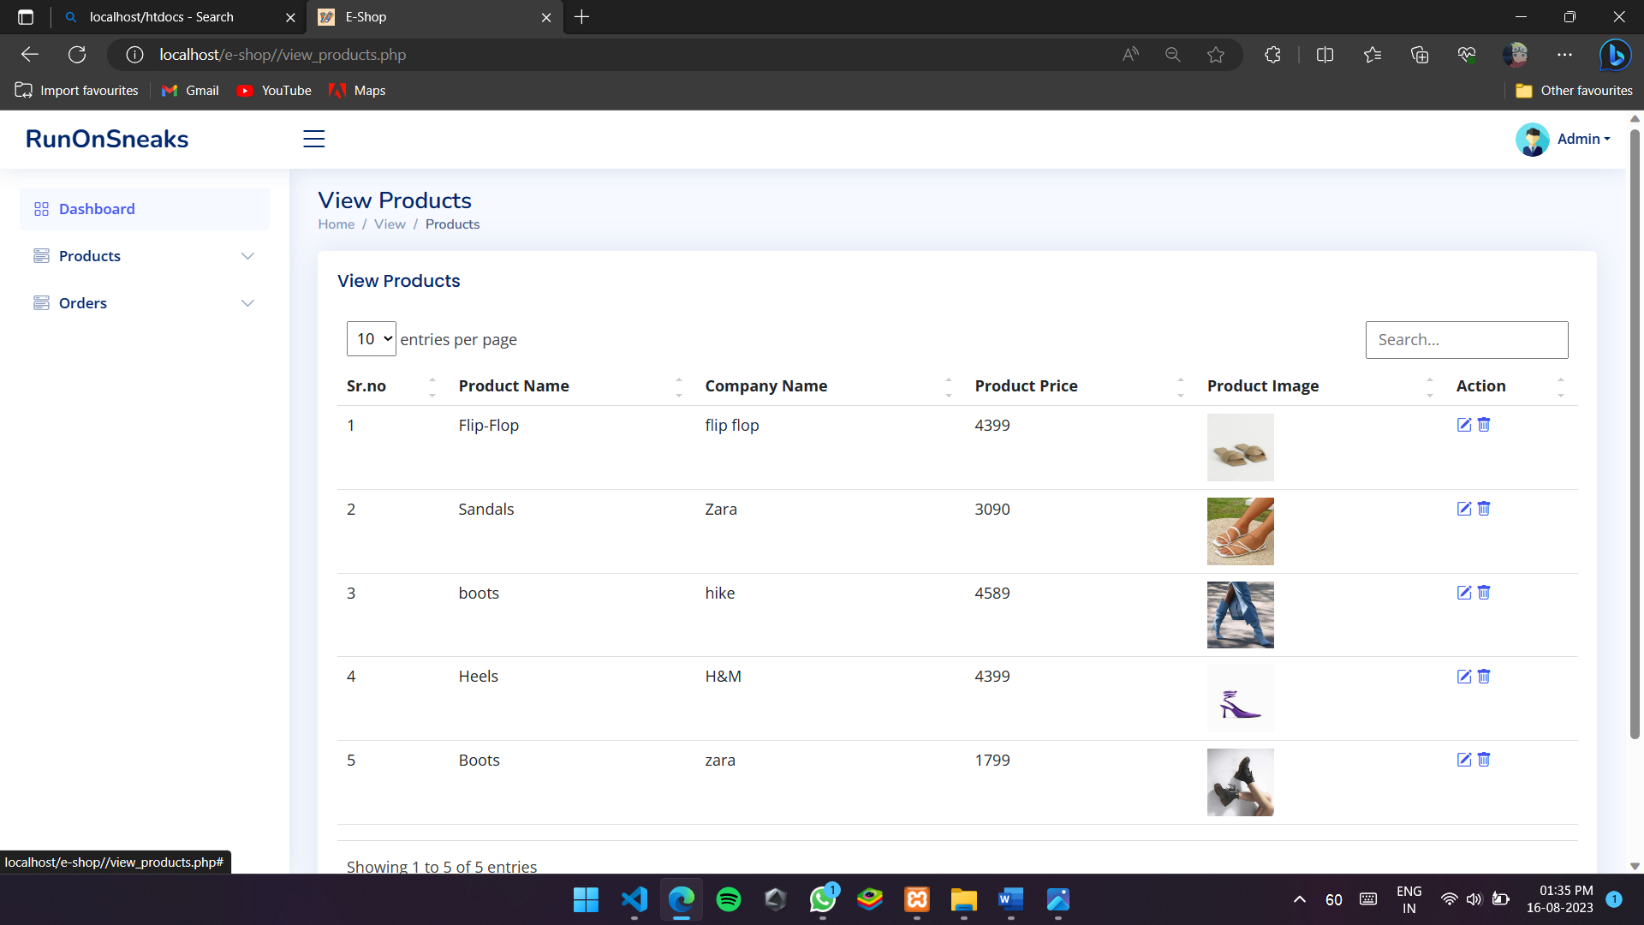 localhost/htdocs - Search
E-Shop
localhost/e-shop//view_products.php
Import favourites
Gmail
YouTube
Maps
Other favourites
RunOnSneaks
Admin
Dashboard
Products
Orders
View Products
Home / View / Products
View Products
10 entries per page
Search...
Sr.no Product Name Company Name Product Price Product Image Action
1 Flip-Flop flip flop 4399
2 Sandals Zara 3090
3 boots hike 4589
4 Heels H&M 4399
5 Boots zara 1799
Showing 1 to 5 of 5 entries
localhost/e-shop//view_products.php#
1
W
60
ENG
IN
01:35 PM
16-08-2023
1